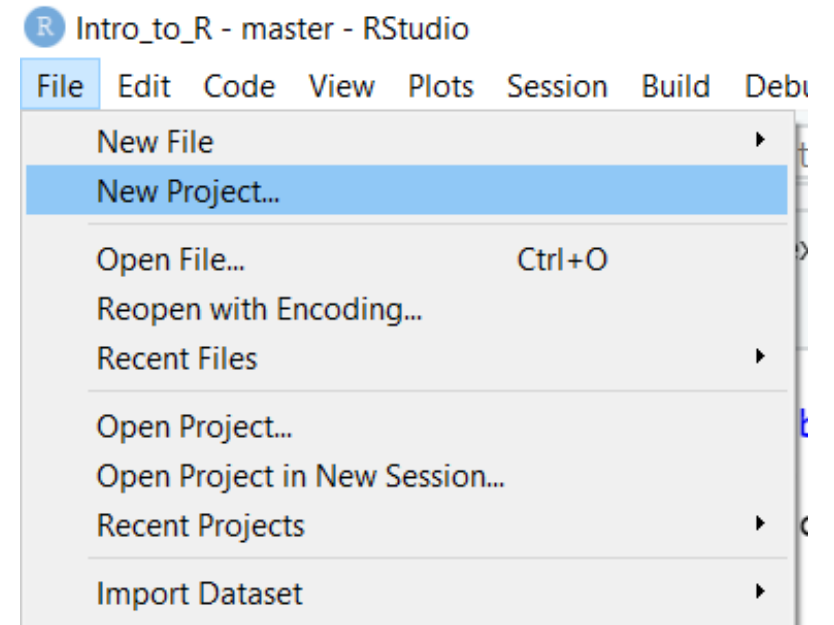 R Intro_to_R - master - RStudio
File Edit Code View Plots Session Build
New File
New Project...
Open File... Ctrl+O
Reopen with Encoding...
Recent Files
Open Project...
Open Project in New Session...
Recent Projects
Import Dataset